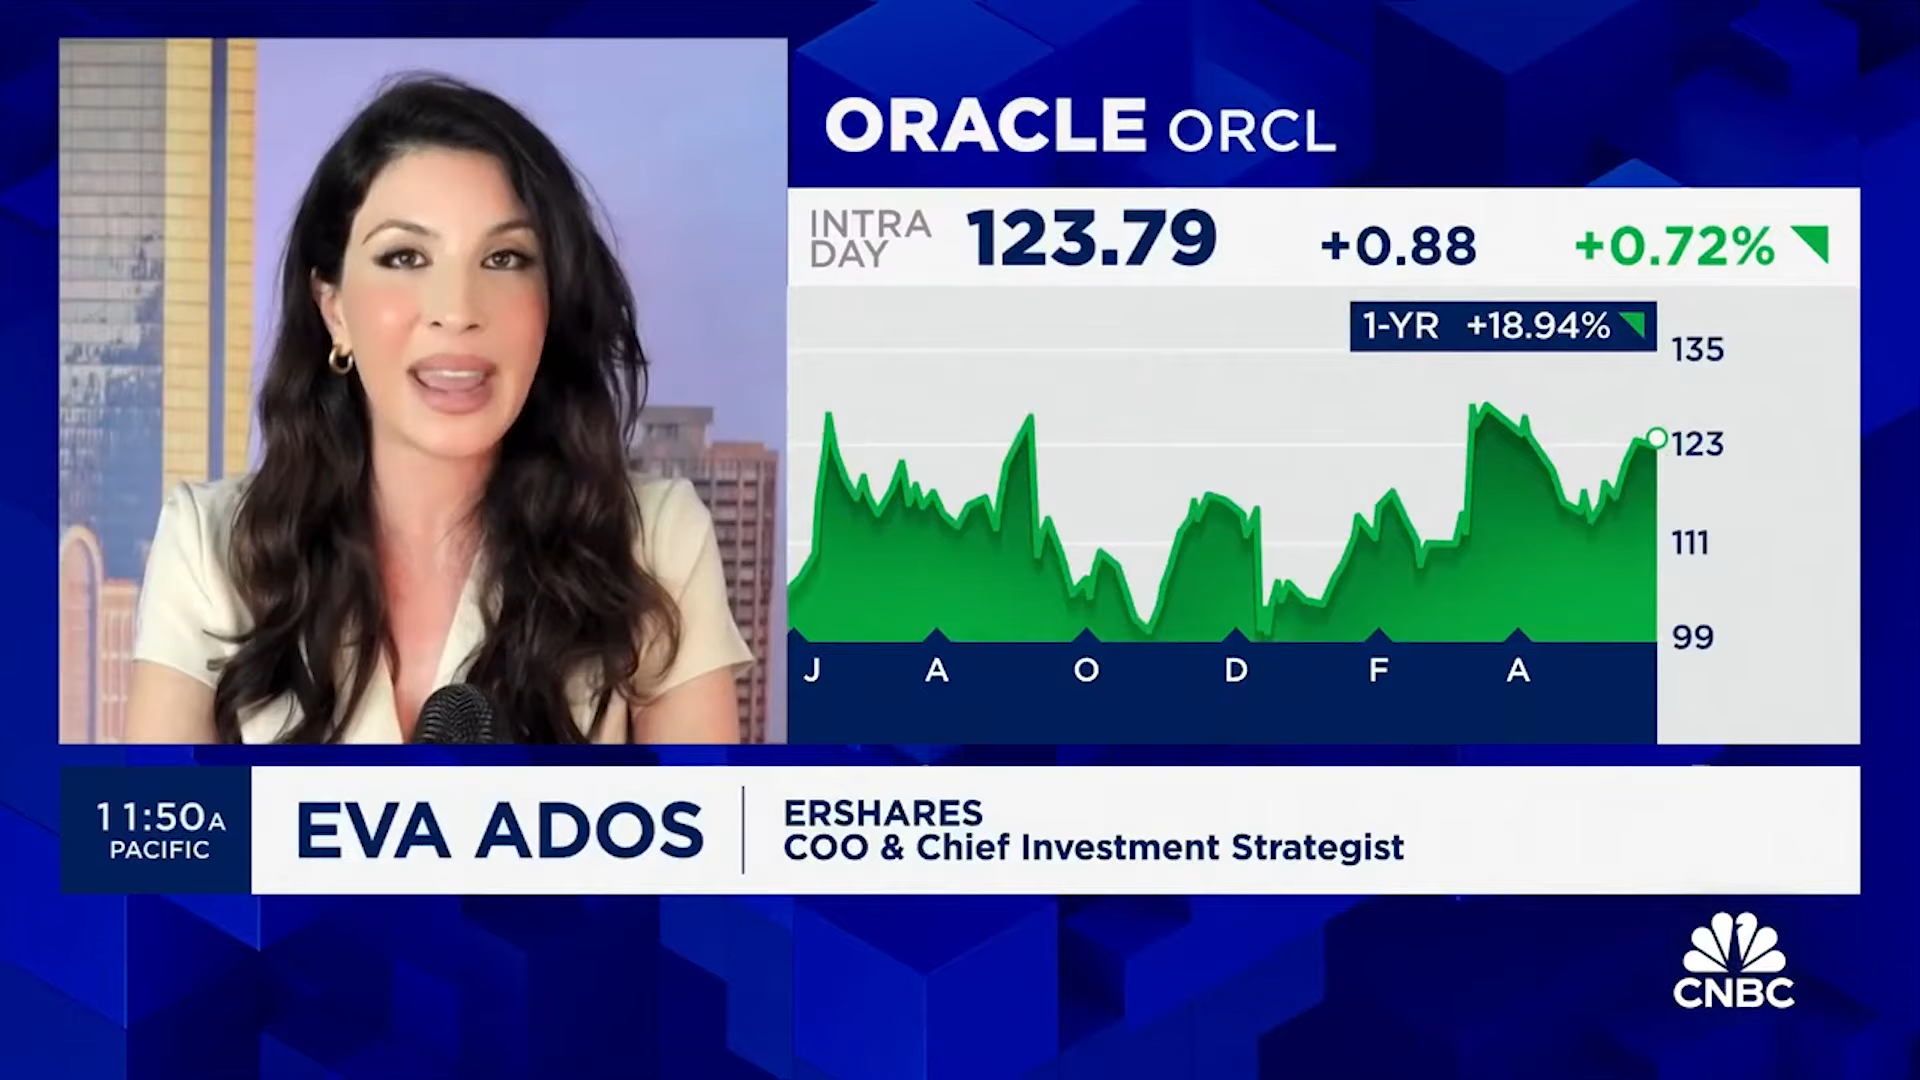 ORACLE ORCL
INTRA
DAY
123.79 +0.88 +0.72%
1-YR +18.94%
135
123
111
99
J A O D F A
11:50A
PACIFIC
EVA ADOS
ERSHARES
COO & Chief Investment Strategist
CNBC